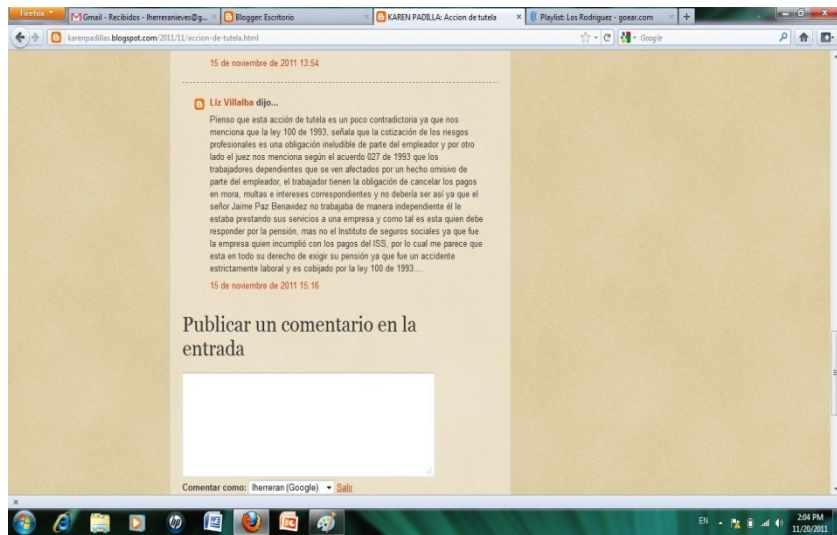 Firefox
Gmail - Recibidos - lherreranieves@g...
Blogger: Escritorio
KAREN PADILLA: Accion de tutela
Playlist: Los Rodriguez - goear.com
karenpadillas.blogspot.com/2011/11/accion-de-tutela.html
Google
15 de noviembre de 2011 13:54
Liz Villalba dijo...
Pienso que esta acción de tutela es un poco contradictoria ya que nos
menciona que la ley 100 de 1993, señala que la cotización de los riesgos
profesionales es una obligación ineludible de parte del empleador y por otro
lado el juez nos menciona según el acuerdo 027 de 1993 que los
trabajadores dependientes que se ven afectados por un hecho omisivo de
parte del empleador, el trabajador tienen la obligación de cancelar los pagos
en mora, multas e intereses correspondientes y no debería ser así ya que el
señor Jaime Paz Benavidez no trabajaba de manera independiente él le
estaba prestando sus servicios a una empresa y como tal es esta quien debe
responder por la pensión, mas no el Instituto de seguros sociales ya que fue
la empresa quien incumplió con los pagos del ISS, por lo cual me parece que
esta en todo su derecho de exigir su pensión ya que fue un accidente
estrictamente laboral y es cobijado por la ley 100 de 1993....
15 de noviembre de 2011 15:16
Publicar un comentario en la
entrada
Comentar como: lherreran (Google) Salir
EN
2:04 PM
11/20/2011